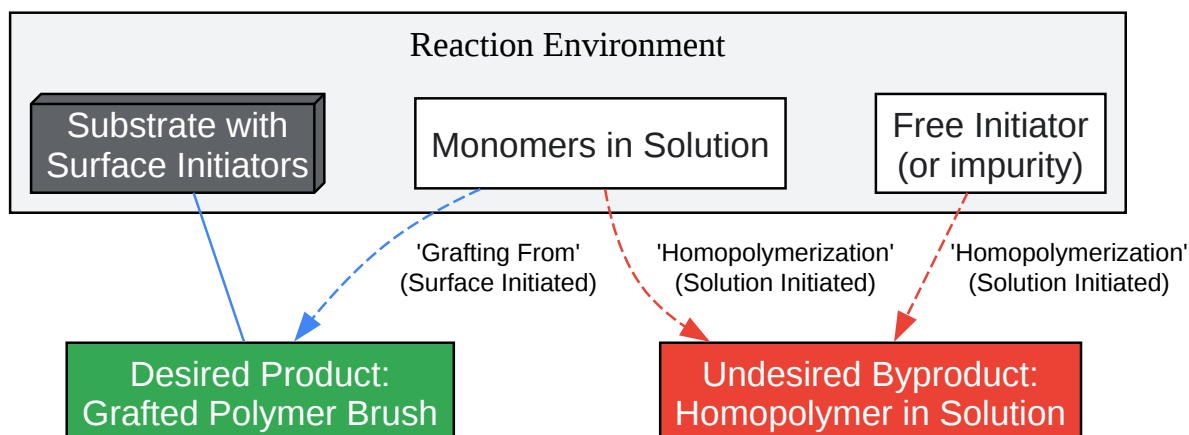 Reaction Environment
Substrate with
Surface Initiators
Monomers in Solution
Free Initiator
(or impurity)
'Grafting From'
(Surface Initiated)
'Homopolymerization'
(Solution Initiated)
'Homopolymerization'
(Solution Initiated)
Desired Product:
Grafted Polymer Brush
Undesired Byproduct:
Homopolymer in Solution